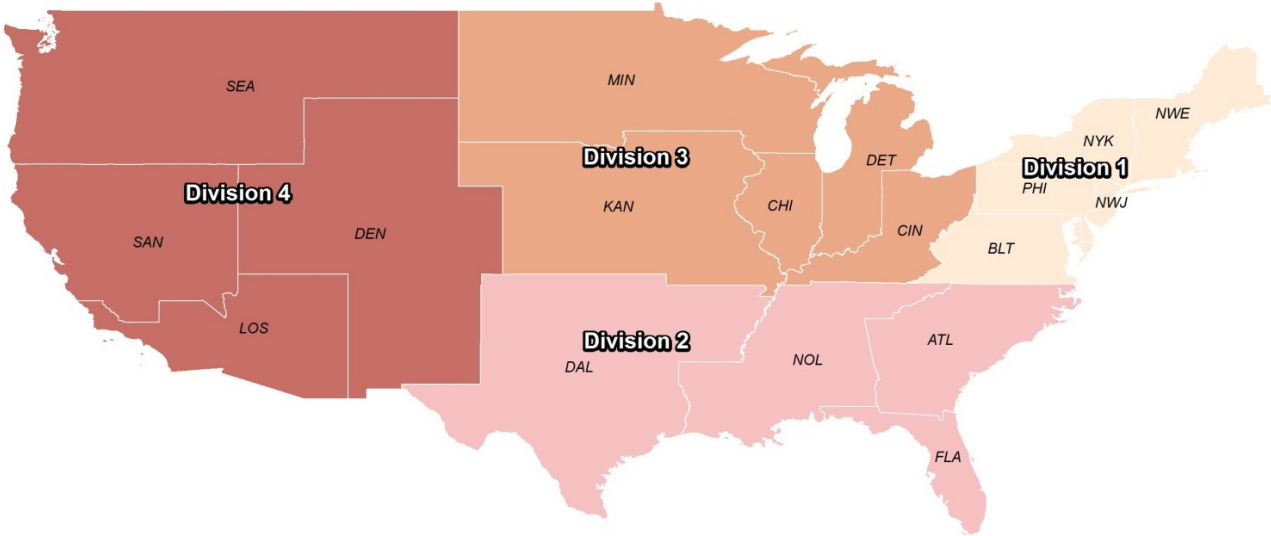 MIN
SEA
NWE
NYK
Division 3
DET
Division 1
PHI
Division 4
NWJ
KAN
CHI
CIN
DEN
SAN
BLT
LOS
Division 2
ATL
NOL
DAL
FLA